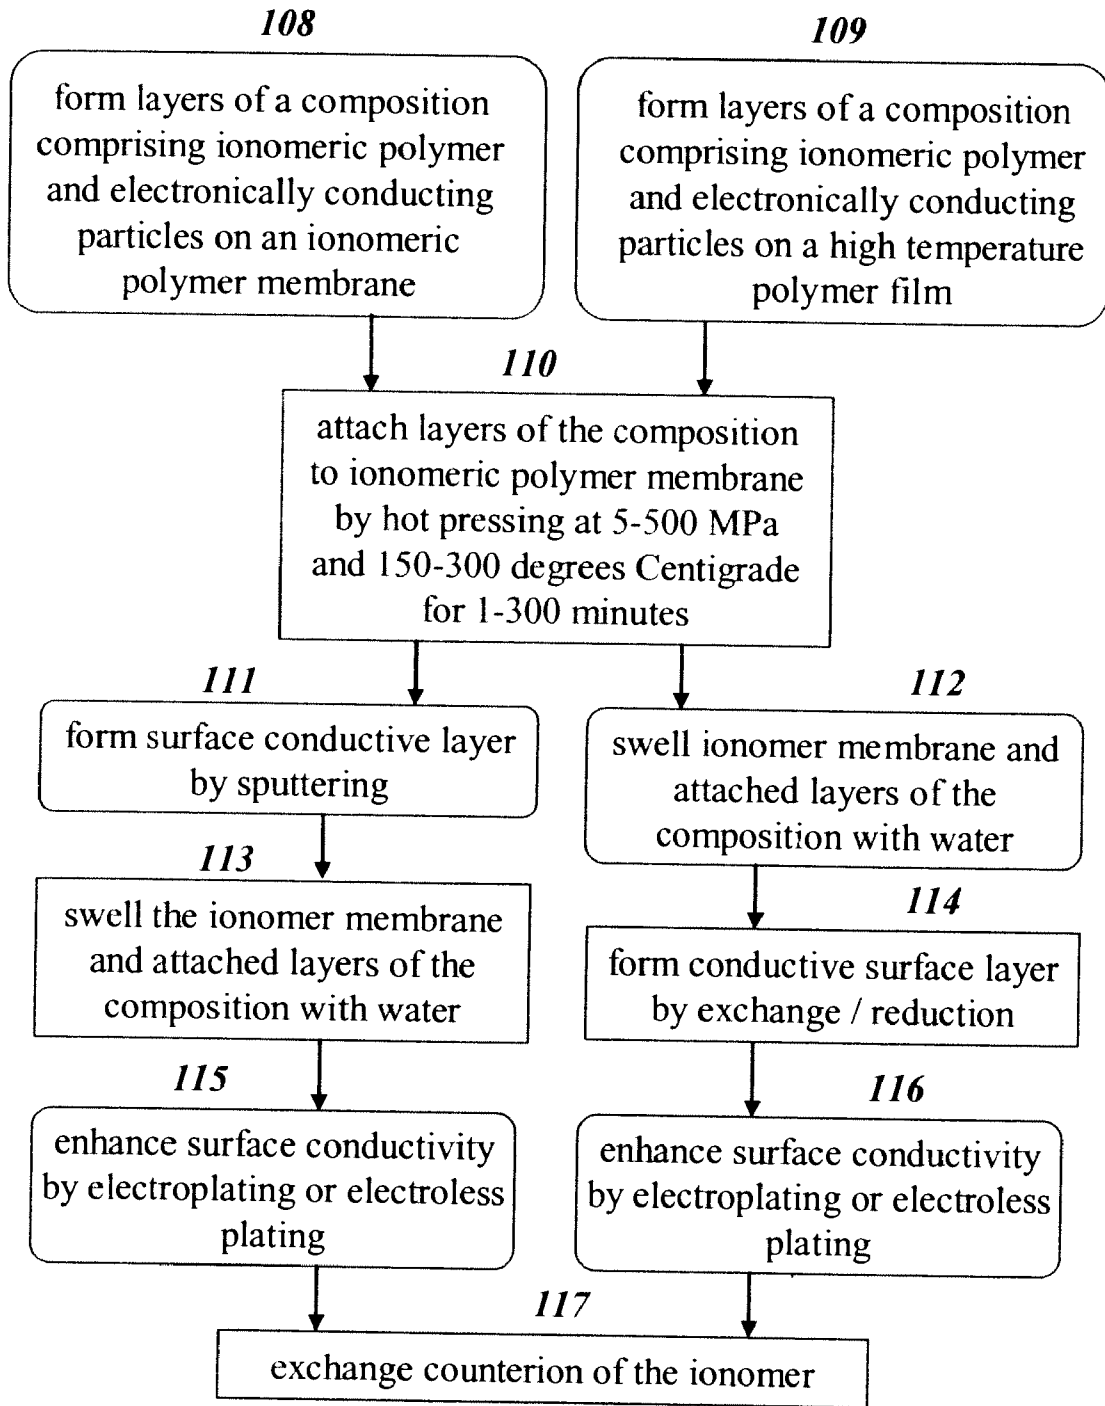 108
form layers of a composition
comprising ionomeric polymer
and electronically conducting
particles on an ionomeric
polymer membrane
109
form layers of a composition
comprising ionomeric polymer
and electronically conducting
particles on a high temperature
polymer film
110
attach layers of the composition
to ionomeric polymer membrane
by hot pressing at 5-500 MPa
and 150-300 degrees Centigrade
for 1-300 minutes
111
form surface conductive layer
by sputtering
112
swell ionomer membrane and
attached layers of the
composition with water
113
swell the ionomer membrane
and attached layers of the
composition with water
114
form conductive surface layer
by exchange / reduction
115
enhance surface conductivity
by electroplating or electroless
plating
116
enhance surface conductivity
by electroplating or electroless
plating
117
exchange counterion of the ionomer